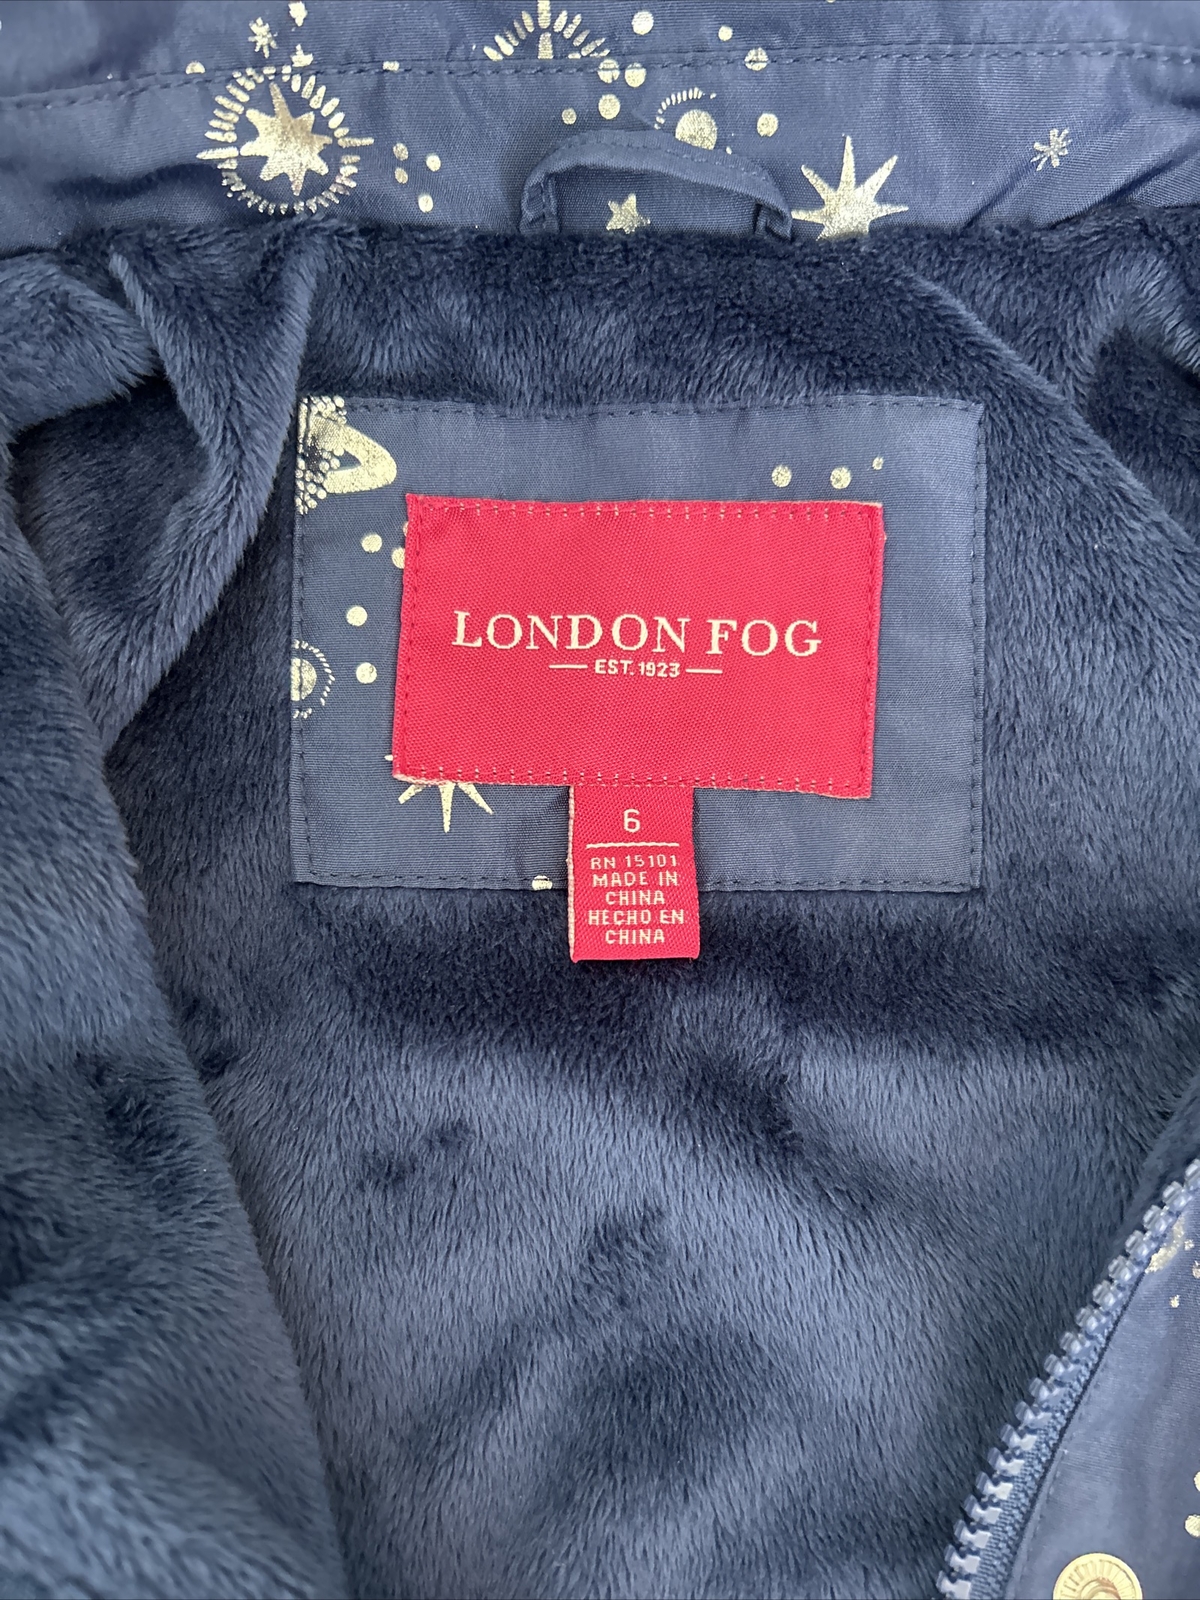 LONDON FOG
EST. 1923
6
RN 15101
MADE IN
CHINA
HECHO EN
CHINA